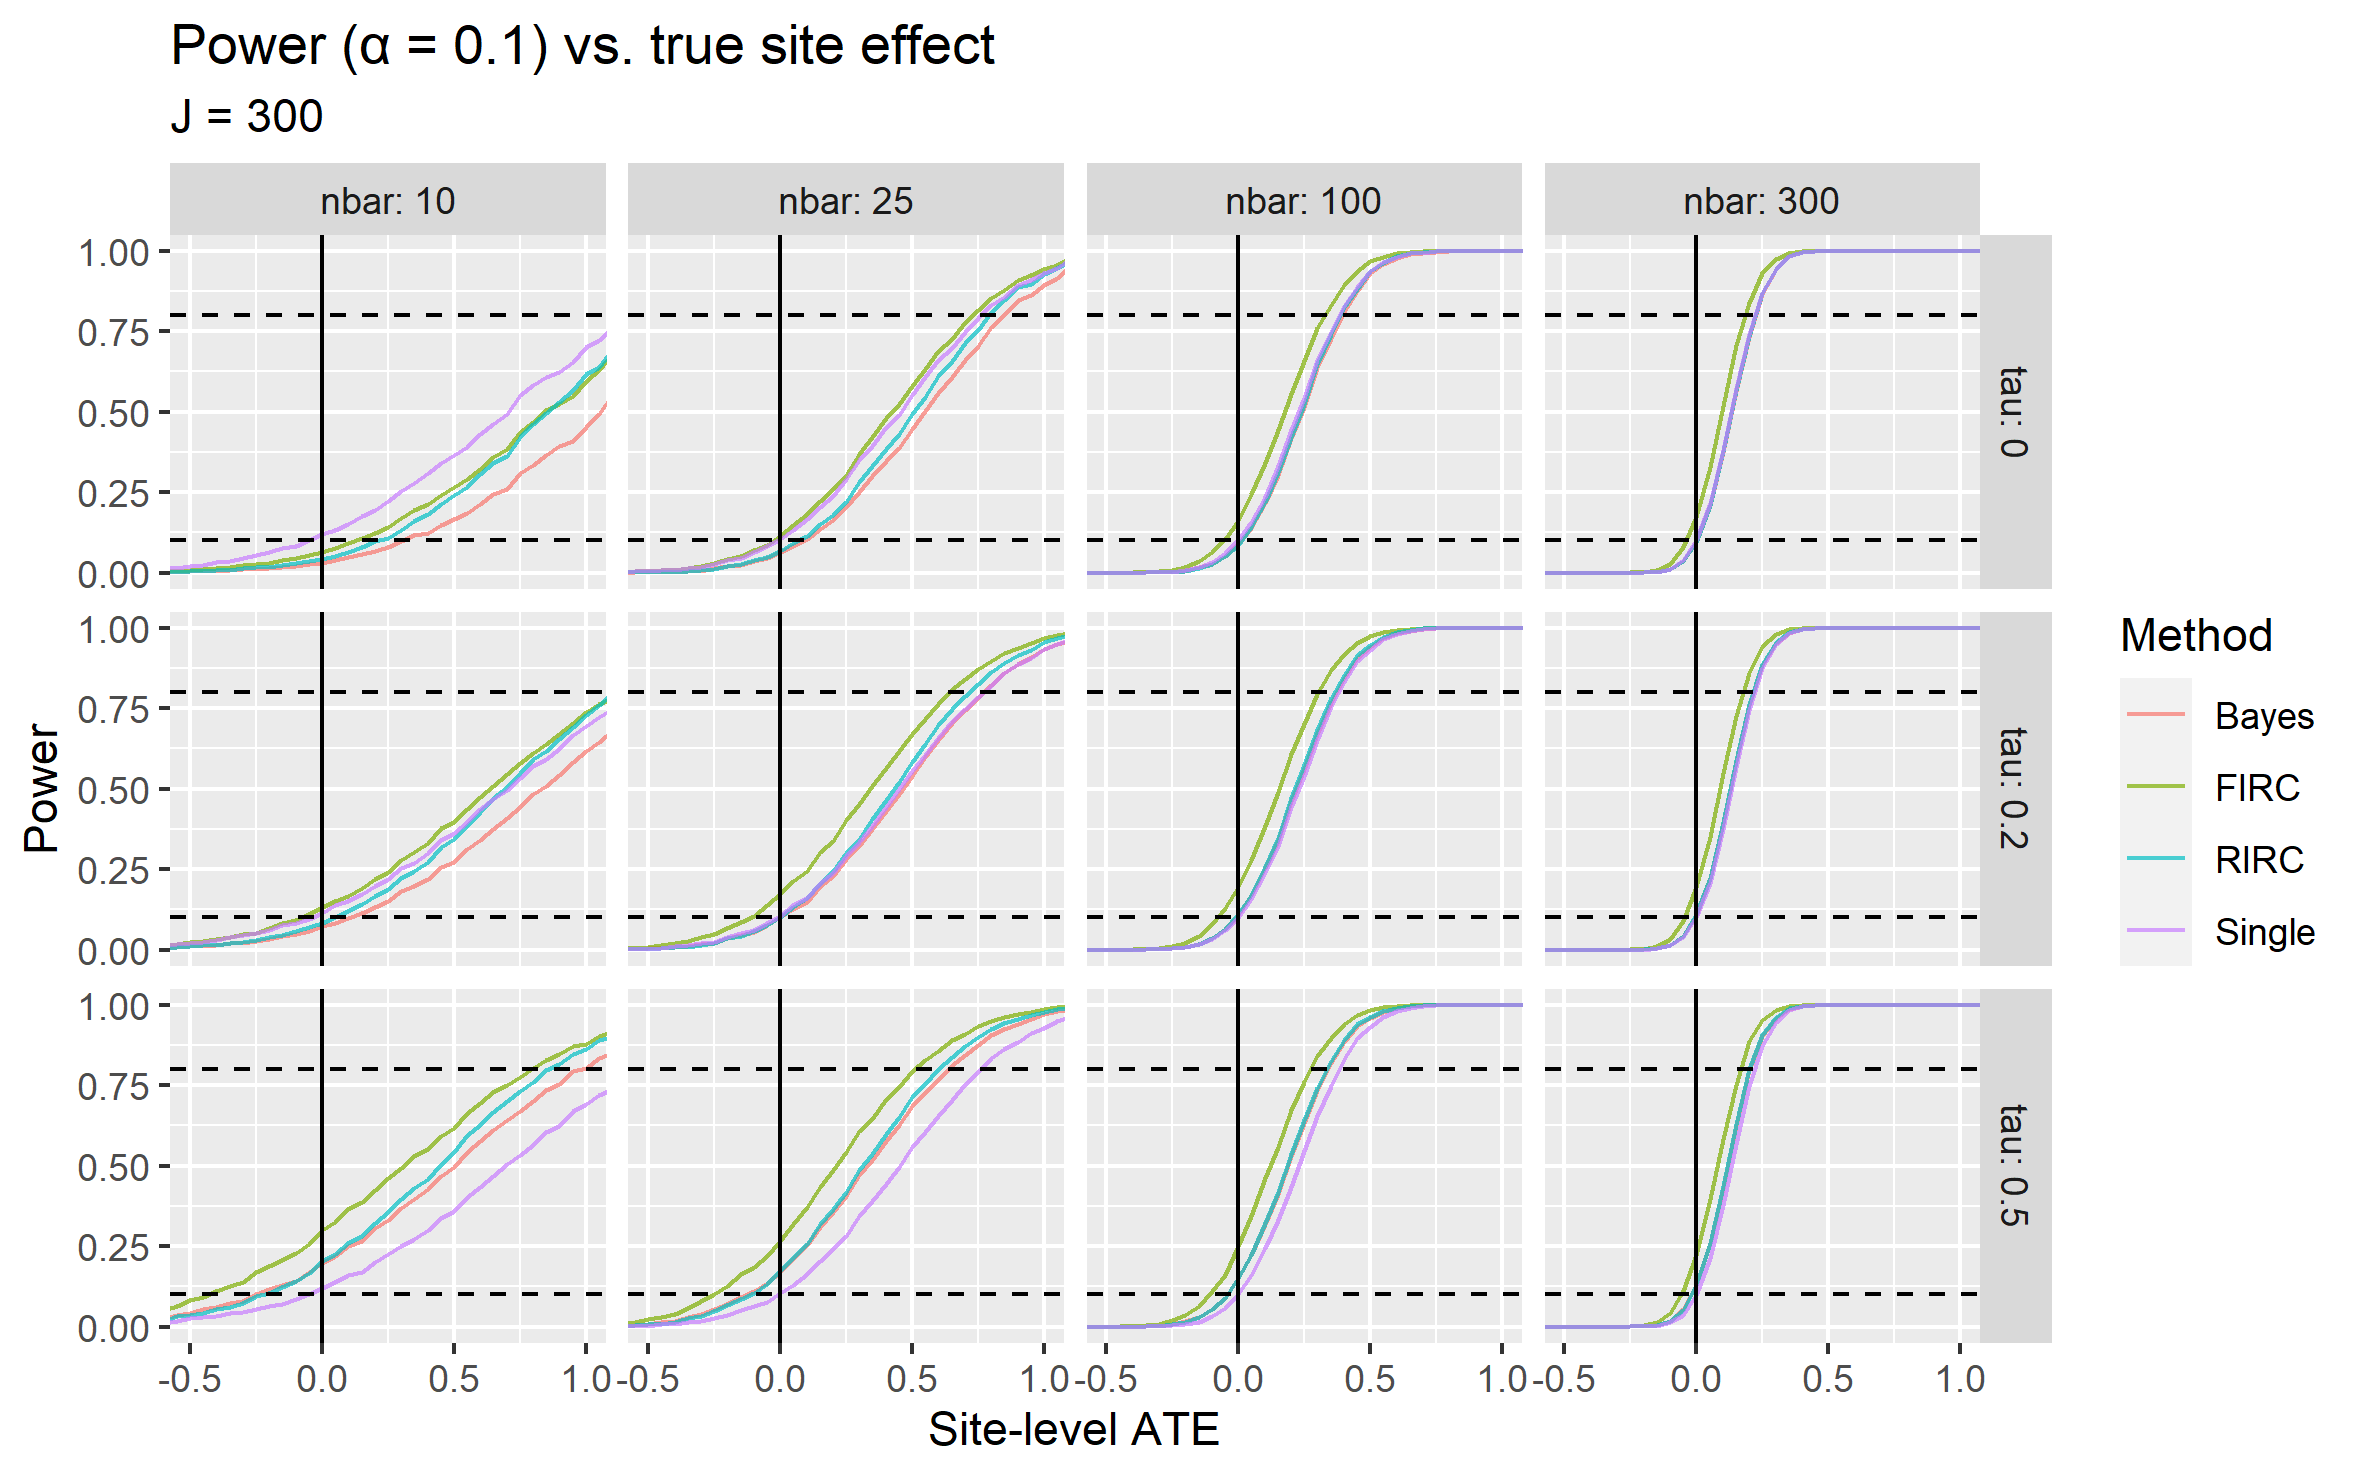 Power (α = 0.1) vs. true site effect
J = 300
nbar: 10
nbar: 25
nbar: 100
nbar: 300
1.00
0.75
0.50
0.25
0.00
tau: 0
1.00
0.75
0.50
0.25
0.00
tau: 0.2
1.00
0.75
0.50
0.25
0.00
tau: 0.5
Power
-0.5 0.0 0.5 1.0
-0.5 0.0 0.5 1.0
-0.5 0.0 0.5 1.0
-0.5 0.0 0.5 1.0
Site-level ATE
Method
Bayes
FIRC
RIRC
Single